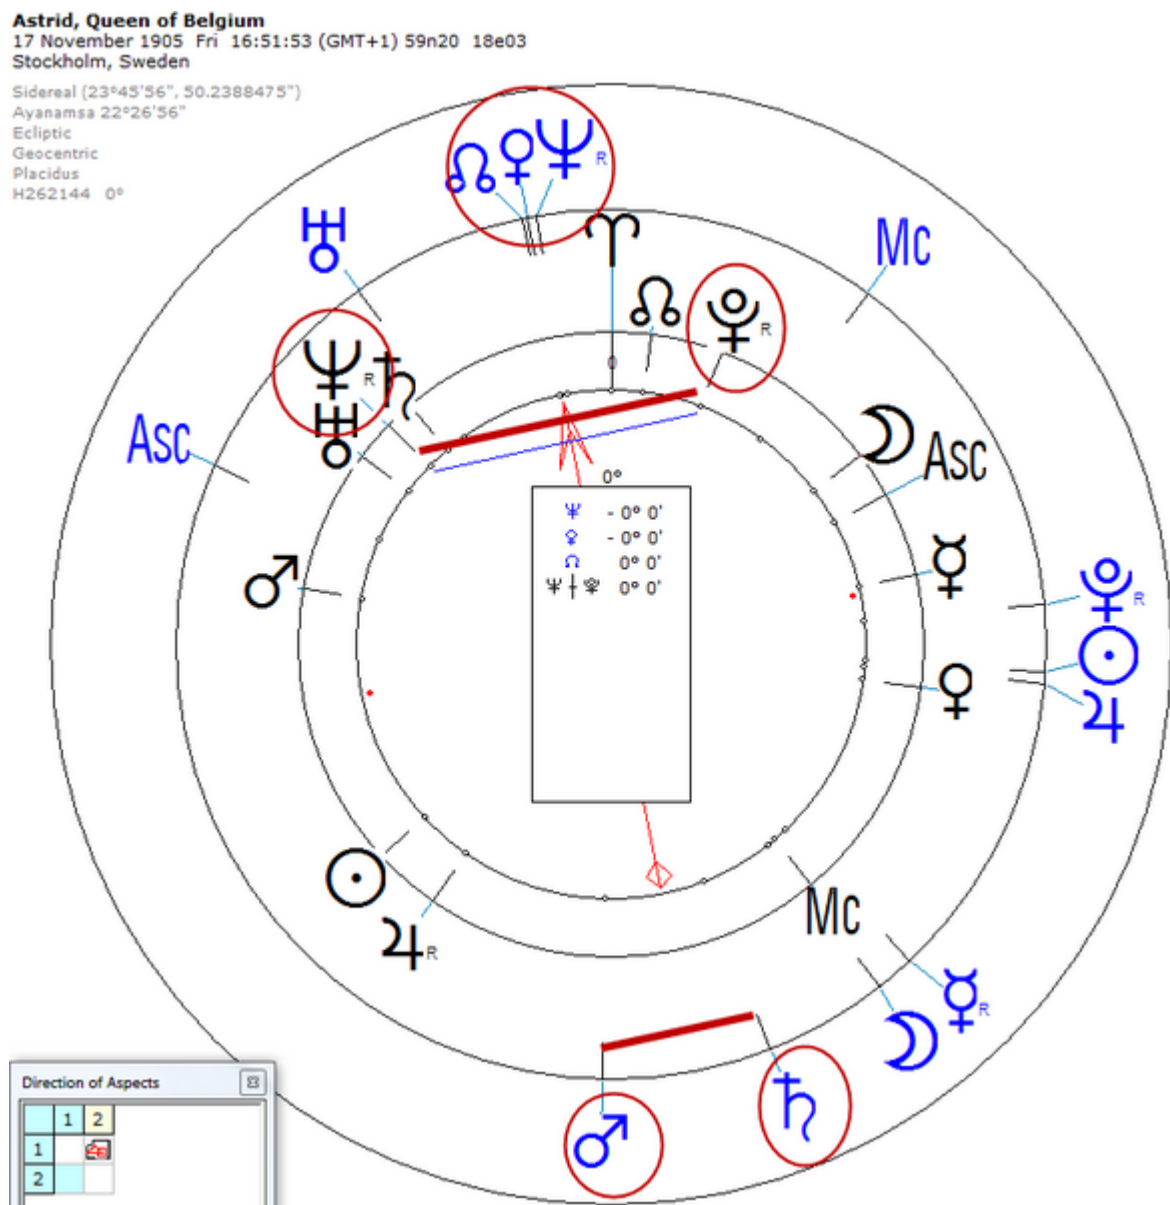 Astrid, Queen of Belgium
17 November 1905 Fri 16:51:53 (GMT+1) 59n20 18e03
Stockholm, Sweden
Sidereal (23°45'56", 50.2388475")
Ayanamsa 22°26'56"
Ecliptic
Geocentric
Placidus
H262144 0°
♅
☊ ♀ ♆ R
Mc
♈
☊
♇ R
0
♆ R
♄
♅
Asc
☽
Asc
0°
♆ - 0° 0'
♀ - 0° 0'
☊ 0° 0'
♆ ┼ ♇ 0° 0'
♂
☿
♇ R
☉
♀
♃
☉
♃ R
Mc
☿ R
☽
♂
♄
Direction of Aspects
1 2
1
2